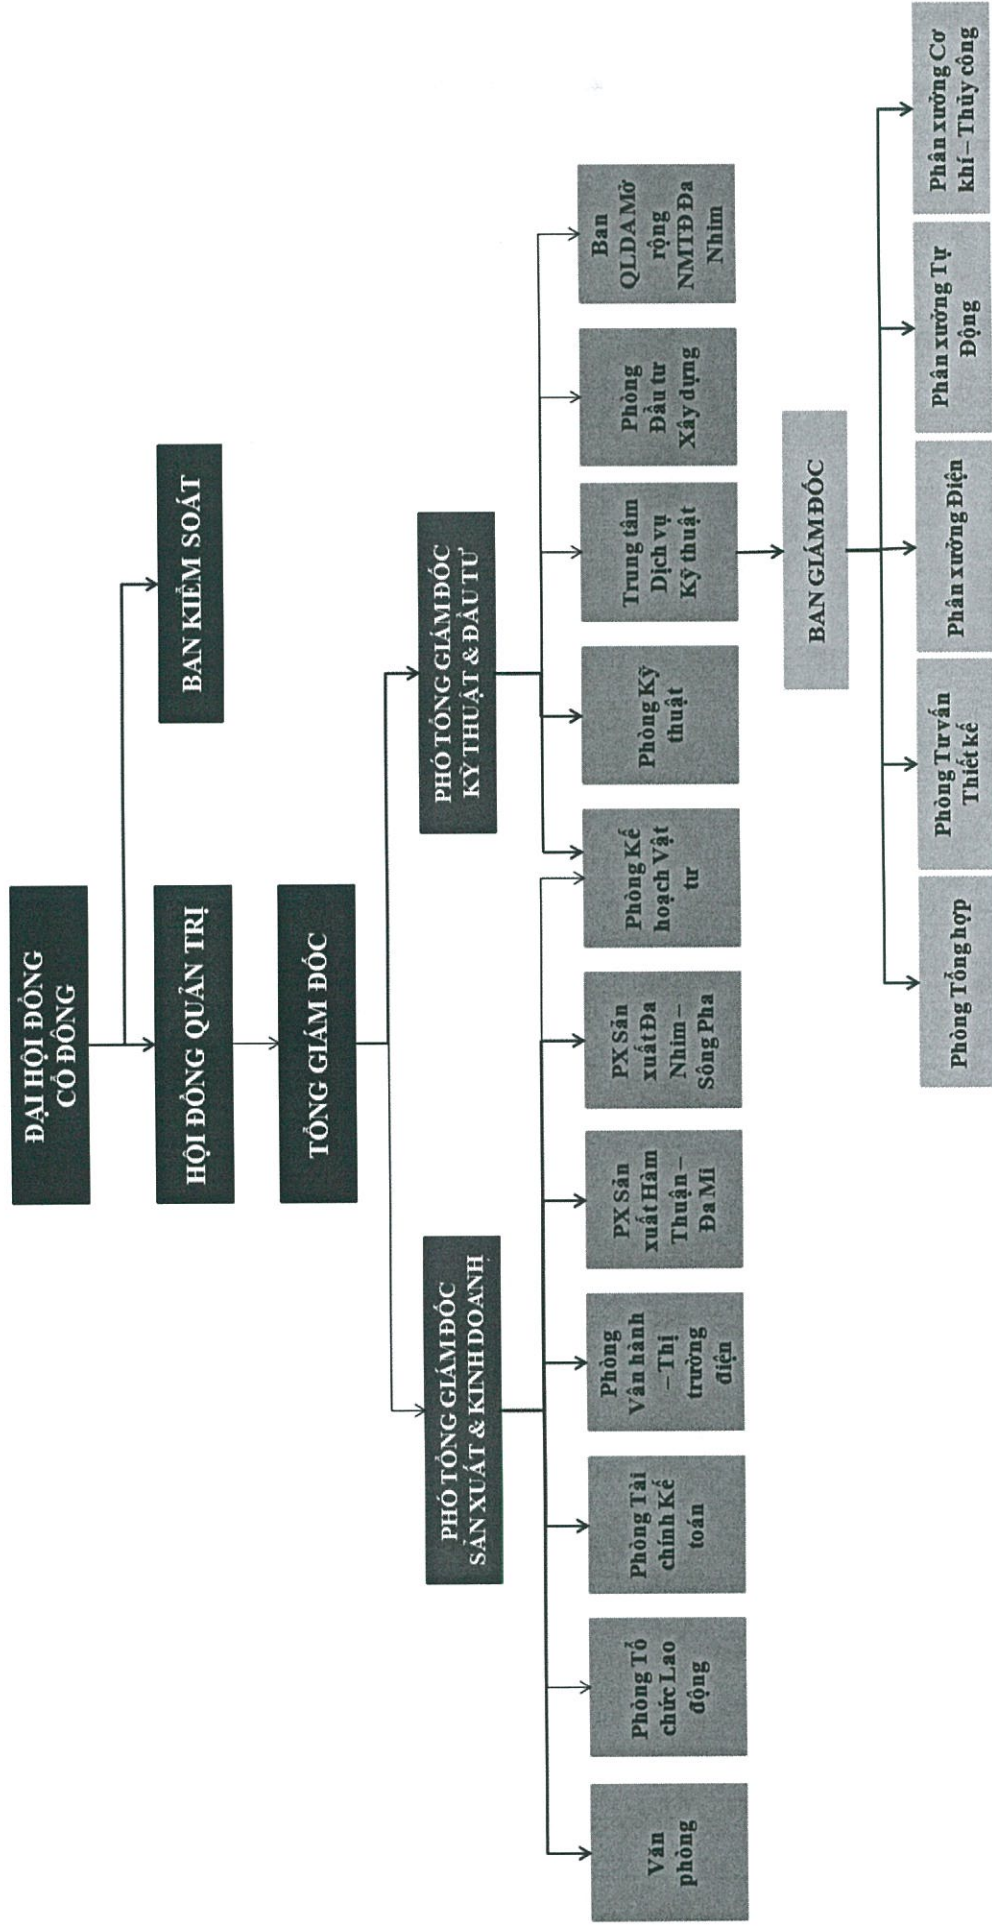 ĐẠI HỘI ĐỒNG
CỔ ĐÔNG
BAN KIỂM SOÁT
HỘI ĐỒNG QUẢN TRỊ
TỔNG GIÁM ĐỐC
PHÓ TỔNG GIÁM ĐỐC
SẢN XUẤT & KINH DOANH
PHÓ TỔNG GIÁM ĐỐC
KỸ THUẬT & ĐẦU TƯ
Văn
phòng
Phòng Tổ
chức Lao
động
Phòng Tài
chính Kế
toán
Phòng
Vân hành
– Thị
trường
điện
PX Sản
xuất Hàm
Thuận –
Đa Mi
PX Sản
xuất Đa
Nhim –
Sông Pha
Phòng Kế
hoạch Vật
tư
Phòng Kỹ
thuật
Trung tâm
Dịch vụ
Kỹ thuật
Phòng
Đầu tư
Xây dựng
Ban
QLDA Mở
rộng
NMTĐ Đa
Nhim
BAN GIÁM ĐỐC
Phòng Tổng hợp
Phòng Tư vấn
Thiết kế
Phân xưởng Điện
Phân xưởng Tự
Động
Phân xưởng Cơ
khí – Thủy công